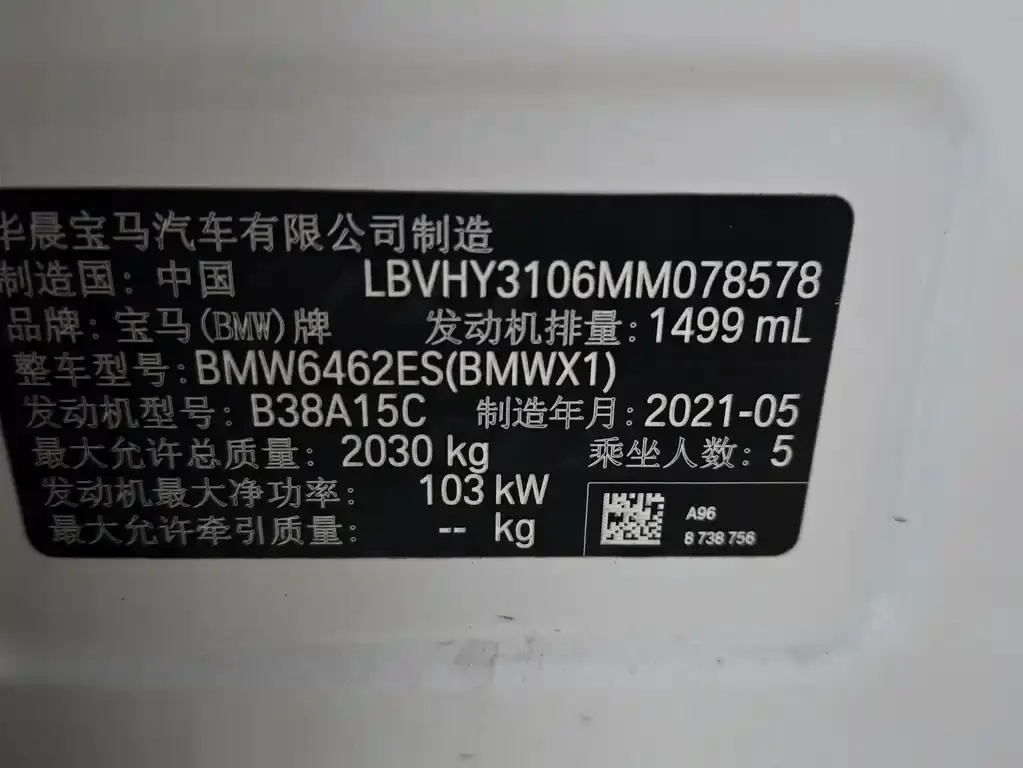 华晨宝马汽车有限公司制造
制造国: 中国 LBVHY3106MM078578
品牌: 宝马(BMW)牌 发动机排量: 1499 mL
整车型号: BMW6462ES(BMWX1)
发动机型号: B38A15C 制造年月: 2021-05
最大允许总质量: 2030 kg 乘坐人数: 5
发动机最大净功率: 103 kW
最大允许牵引质量: -- kg
A96
8 738 756